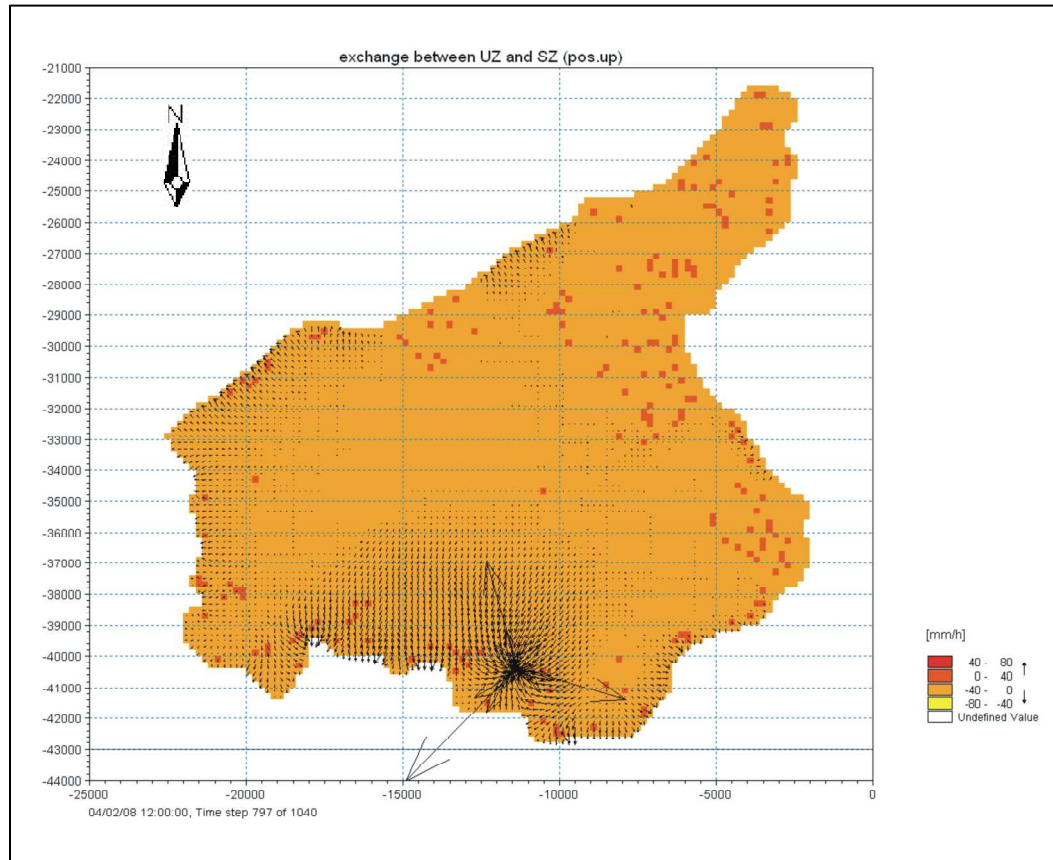 exchange between UZ and SZ (pos.up)
-21000
-22000
-23000
-24000
-25000
-26000
-27000
-28000
-29000
-30000
-31000
-32000
-33000
-34000
-35000
-36000
-37000
-38000
-39000
-40000
-41000
-42000
-43000
-44000
N
-25000 -20000 -15000 -10000 -5000 0
04/02/08 12:00:00, Time step 797 of 1040
[mm/h]
40 - 80
0 - 40
-40 - 0
-80 - -40
Undefined Value